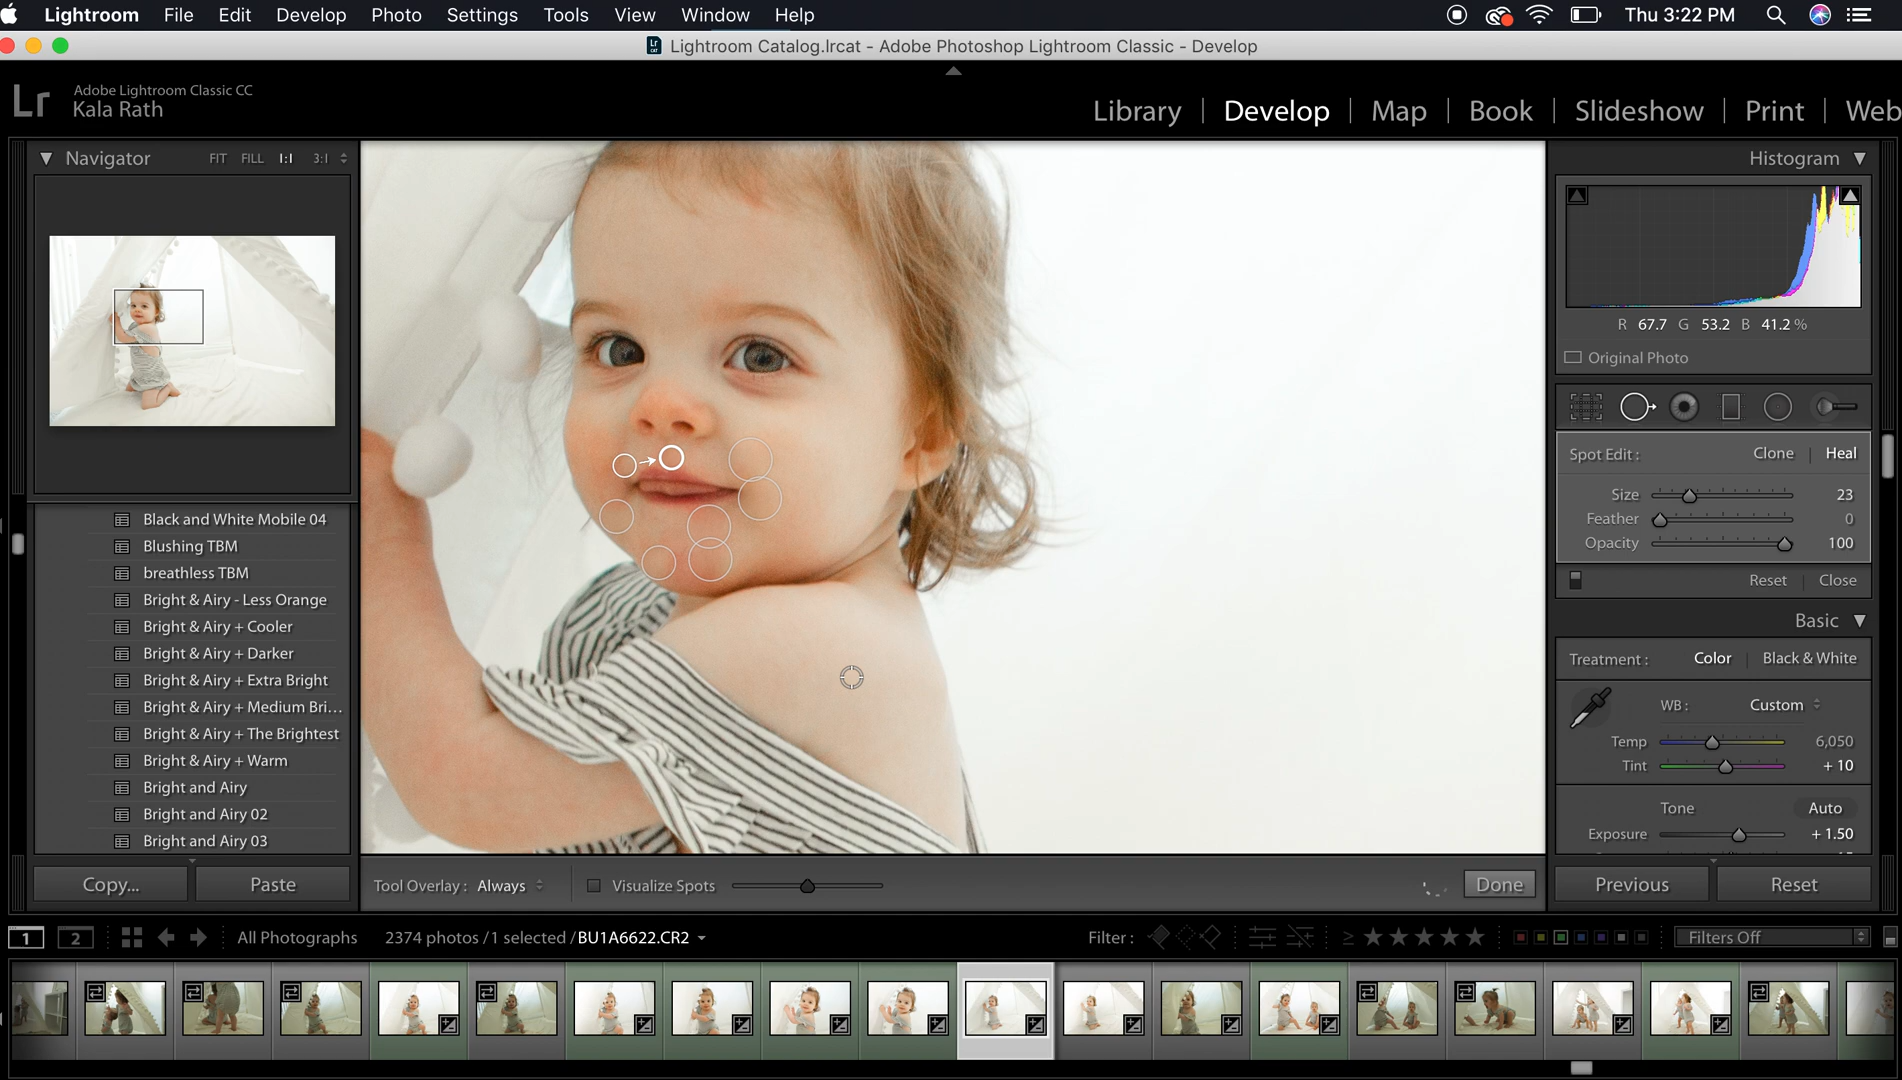 Lightroom File Edit Develop Photo Settings Tools View Window Help Thu 3:22 PM
Lr Lightroom Catalog.lrcat - Adobe Photoshop Lightroom Classic - Develop
Lr Adobe Lightroom Classic CC
Kala Rath
Library | Develop | Map | Book | Slideshow | Print | Web
Navigator FIT FILL 1:1 3:1
Histogram
R 67.7 G 53.2 B 41.2 %
Original Photo
Spot Edit : Clone | Heal
Size 23
Feather 0
Opacity 100
Reset Close
Basic
Treatment : Color Black & White
WB : Custom
Temp 6,050
Tint + 10
Tone Auto
Exposure + 1.50
Black and White Mobile 04
Blushing TBM
breathless TBM
Bright & Airy - Less Orange
Bright & Airy + Cooler
Bright & Airy + Darker
Bright & Airy + Extra Bright
Bright & Airy + Medium Bri...
Bright & Airy + The Brightest
Bright & Airy + Warm
Bright and Airy
Bright and Airy 02
Bright and Airy 03
Copy... Paste
Tool Overlay : Always Visualize Spots Done
Previous Reset
1 2 All Photographs 2374 photos / 1 selected / BU1A6622.CR2 Filter : ≥ ★★★★★ Filters Off